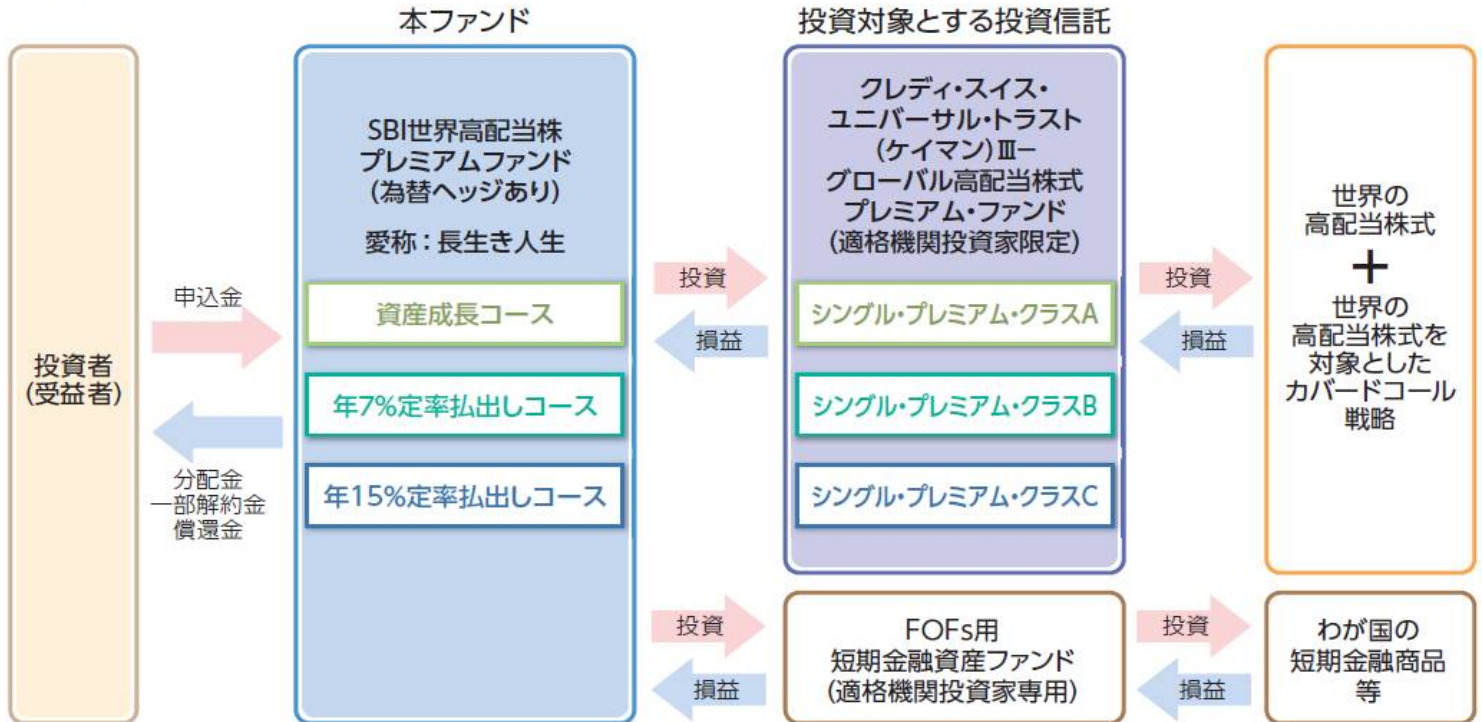 本ファンド
投資対象とする投資信託
投資者
(受益者)
申込金
分配金
一部解約金
償還金
SBI世界高配当株
プレミアムファンド
(為替ヘッジあり)
愛称:長生き人生
資産成長コース
年7%定率払出しコース
年15%定率払出しコース
投資
損益
投資
損益
クレディ・スイス・
ユニバーサル・トラスト
(ケイマン)Ⅲ−
グローバル高配当株式
プレミアム・ファンド
(適格機関投資家限定)
シングル・プレミアム・クラスA
シングル・プレミアム・クラスB
シングル・プレミアム・クラスC
FOFs用
短期金融資産ファンド
(適格機関投資家専用)
投資
損益
投資
損益
世界の
高配当株式
+
世界の
高配当株式を
対象とした
カバードコール
戦略
わが国の
短期金融商品
等